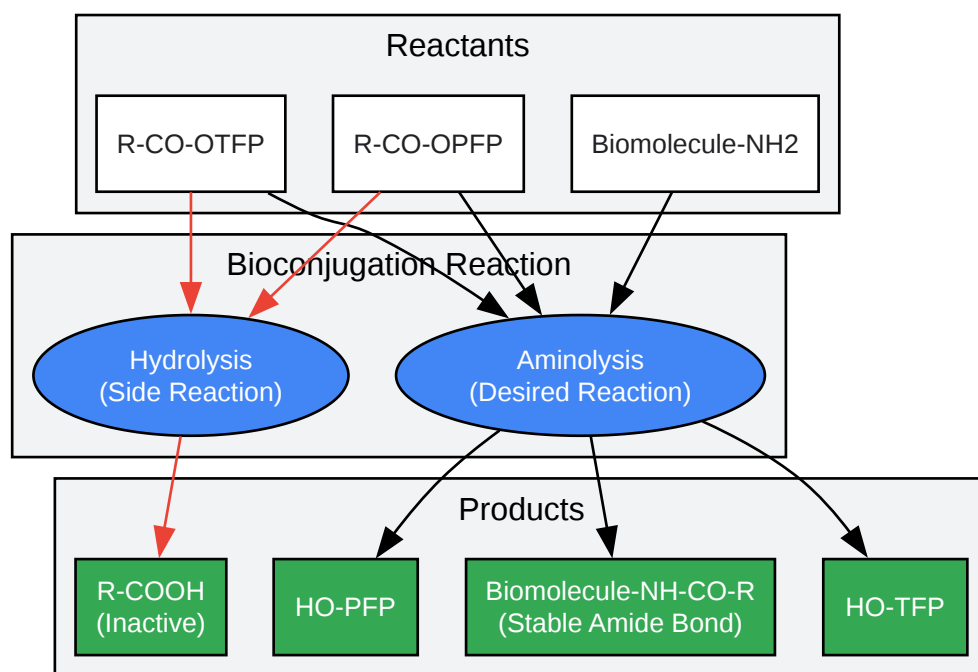 Reactants
R-CO-OTFP
R-CO-OPFP
Biomolecule-NH2
Bioconjugation Reaction
Hydrolysis
(Side Reaction)
Aminolysis
(Desired Reaction)
Products
R-COOH
(Inactive)
HO-PFP
Biomolecule-NH-CO-R
(Stable Amide Bond)
HO-TFP